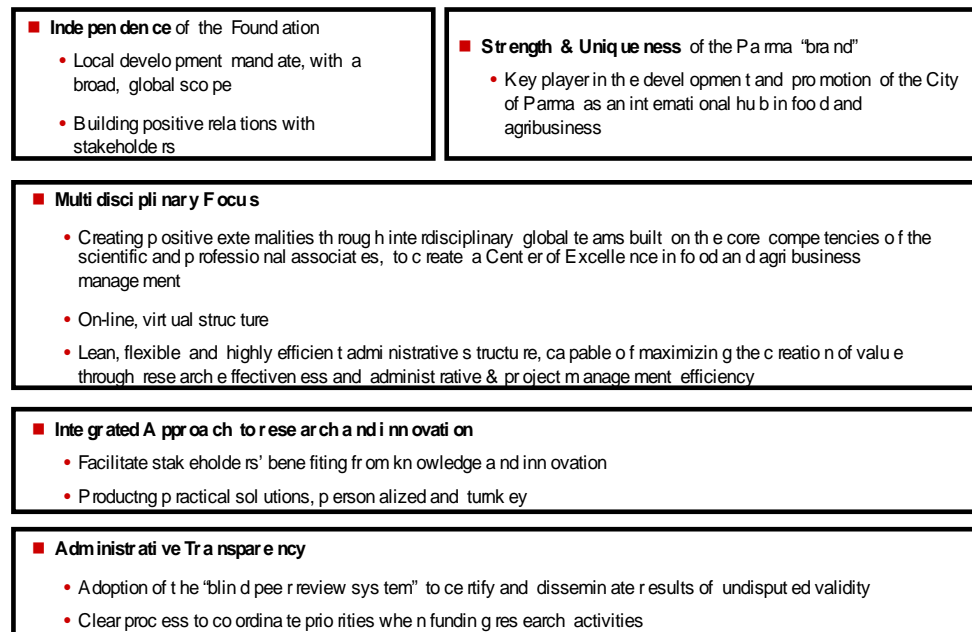 ■ Independence of the Foundation
• Local development mandate, with a
broad, global scope
• Building positive relations with
stakeholders
■ Strength & Uniqueness of the Parma “brand”
• Key player in the development and promotion of the City
of Parma as an international hub in food and
agribusiness
■ Multidisciplinary Focus
• Creating positive externalities through interdisciplinary global teams built on the core competencies of the
scientific and professional associates, to create a Center of Excellence in food and agribusiness
management
• On-line, virtual structure
• Lean, flexible and highly efficient administrative structure, capable of maximizing the creation of value
through research effectiveness and administrative & project management efficiency
■ Integrated Approach to research and innovation
• Facilitate stakeholders’ benefiting from knowledge and innovation
• Productng practical solutions, personalized and turnkey
■ Administrative Transparency
• Adoption of the “blind peer review system” to certify and disseminate results of undisputed validity
• Clear process to coordinate priorities when funding research activities